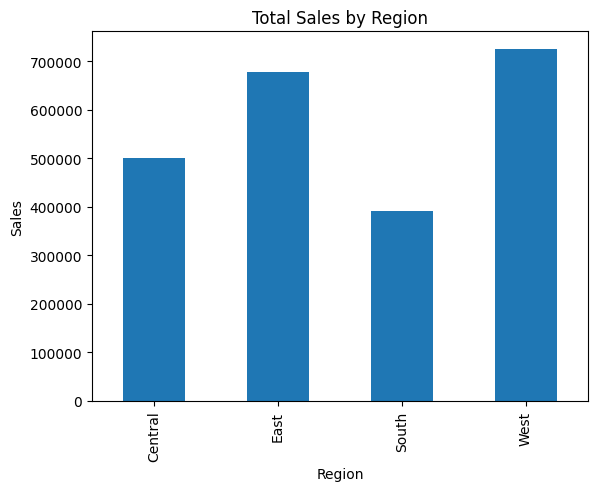 Total Sales by Region
Sales
700000
600000
500000
400000
300000
200000
100000
0
Central
East
South
West
Region